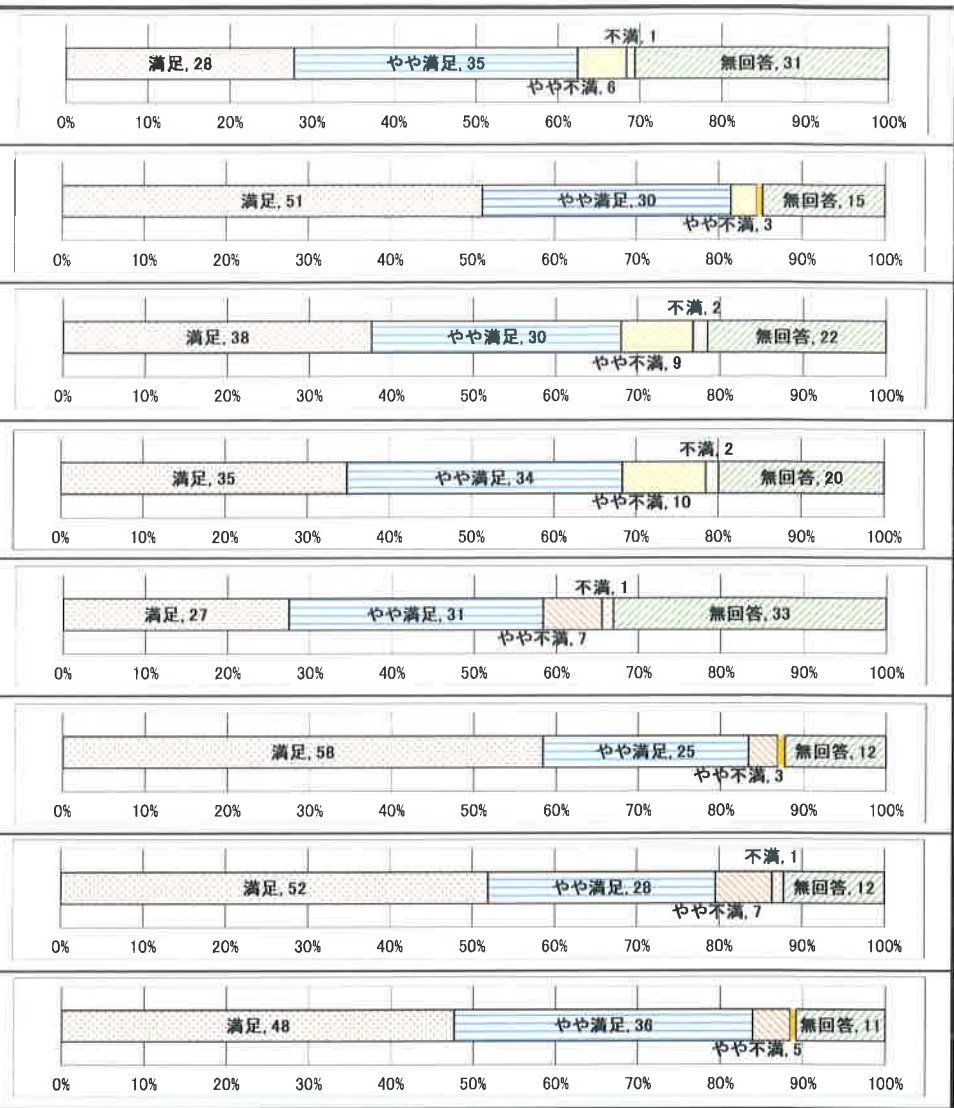 不満, 1
満足, 28 やや満足, 35 無回答, 31
やや不満, 6
0% 10% 20% 30% 40% 50% 60% 70% 80% 90% 100%
満足, 51 やや満足, 30 無回答, 15
やや不満, 3
0% 10% 20% 30% 40% 50% 60% 70% 80% 90% 100%
不満, 2
満足, 38 やや満足, 30 無回答, 22
やや不満, 9
0% 10% 20% 30% 40% 50% 60% 70% 80% 90% 100%
不満, 2
満足, 35 やや満足, 34 無回答, 20
やや不満, 10
0% 10% 20% 30% 40% 50% 60% 70% 80% 90% 100%
不満, 1
満足, 27 やや満足, 31 無回答, 33
やや不満, 7
0% 10% 20% 30% 40% 50% 60% 70% 80% 90% 100%
満足, 58 やや満足, 25 無回答, 12
やや不満, 3
0% 10% 20% 30% 40% 50% 60% 70% 80% 90% 100%
不満, 1
満足, 52 やや満足, 28 無回答, 12
やや不満, 7
0% 10% 20% 30% 40% 50% 60% 70% 80% 90% 100%
満足, 48 やや満足, 36 無回答, 11
やや不満, 5
0% 10% 20% 30% 40% 50% 60% 70% 80% 90% 100%